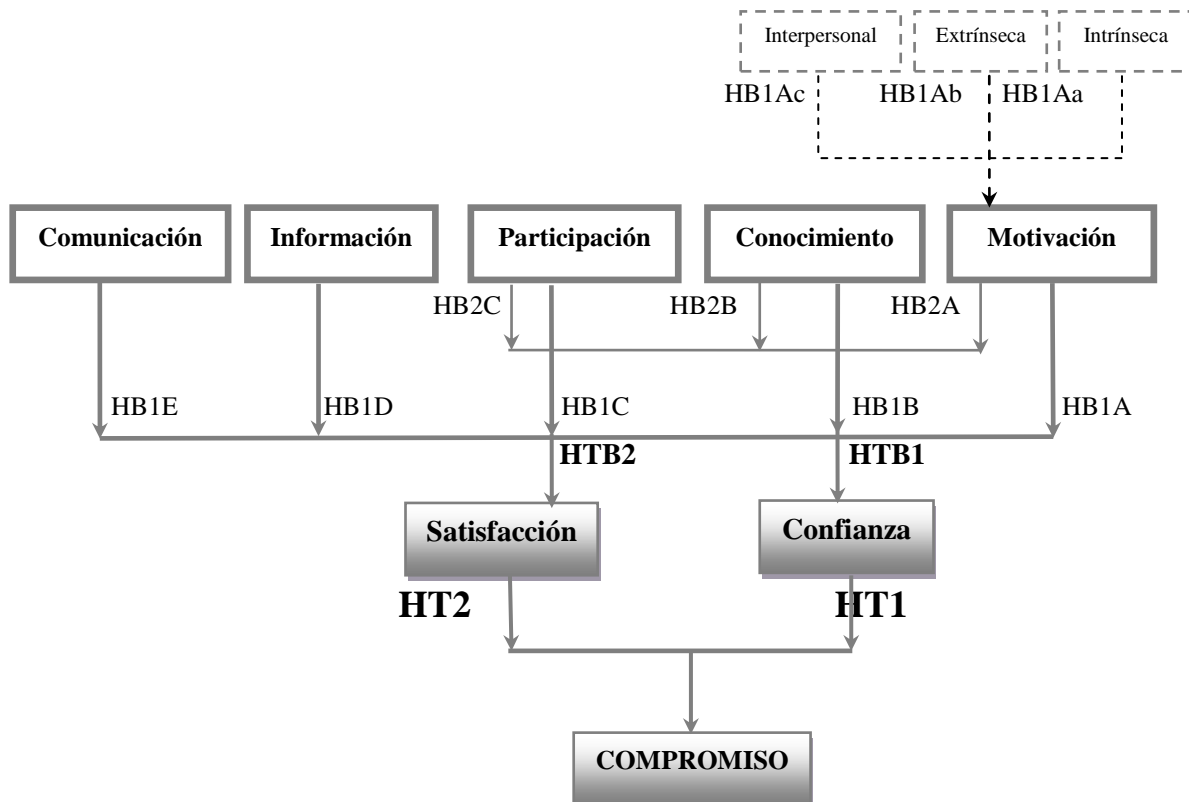 Interpersonal Extrínseca Intrínseca
HB1Ac HB1Ab HB1Aa
Comunicación Información Participación Conocimiento Motivación
HB2C HB2B HB2A
HB1E HB1D HB1C HB1B HB1A
HTB2 HTB1
Satisfacción Confianza
HT2 HT1
COMPROMISO